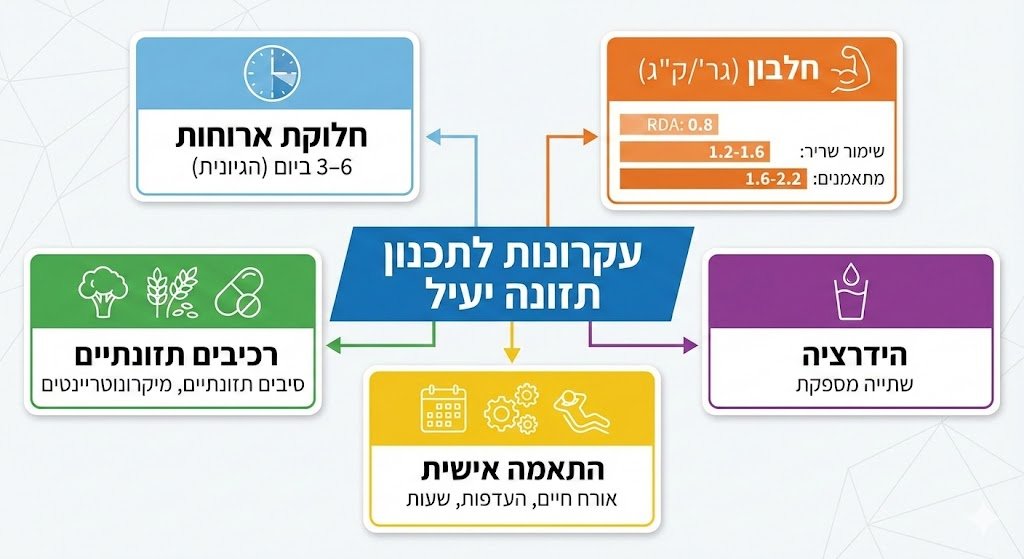 חלבון (גר'/ק"ג)
RDA: 0.8
שימור שריר: 1.2-1.6
מתאמנים: 1.6-2.2
חלוקת ארוחות
3–6 ביום (הגיונית)
עקרונות לתכנון
תזונה יעיל
הידרציה
שתייה מספקת
רכיבים תזונתיים
סיבים תזונתיים, מיקרונוטריינטים
התאמה אישית
אורח חיים, העדפות, שעות